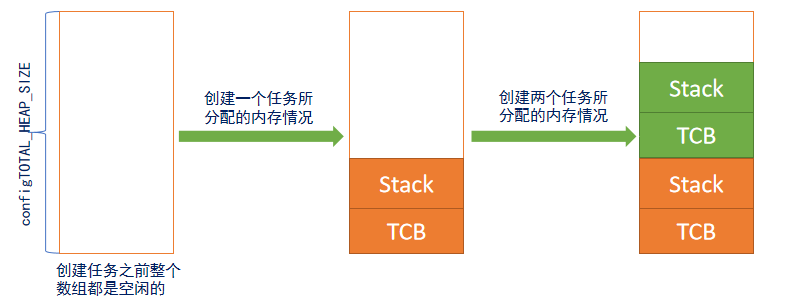 configTOTAL_HEAP_SIZE
创建任务之前整个
数组都是空闲的
创建一个任务所
分配的内存情况
Stack
TCB
创建两个任务所
分配的内存情况
Stack
TCB
Stack
TCB